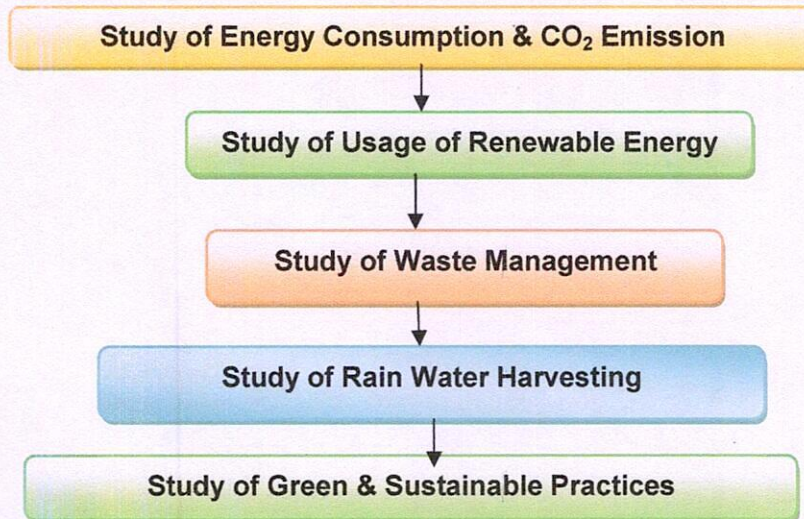 Study of Energy Consumption & CO₂ Emission
Study of Usage of Renewable Energy
Study of Waste Management
Study of Rain Water Harvesting
Study of Green & Sustainable Practices